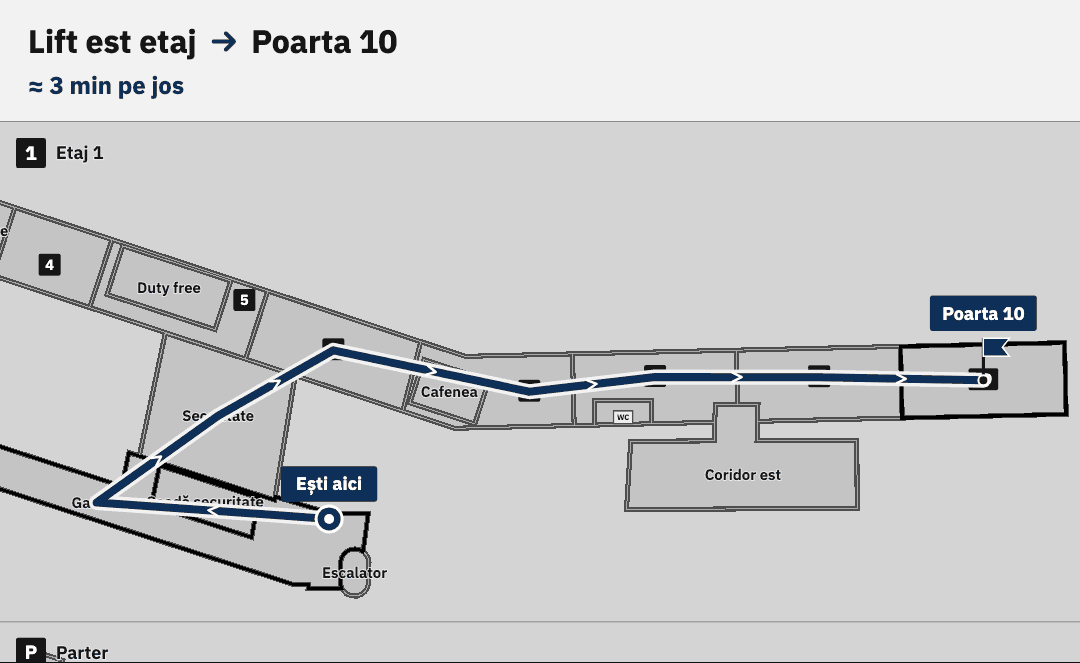 Lift est etaj → Poarta 10
≈ 3 min pe jos
1 Etaj 1
4
Duty free
5
Poarta 10
Cafenea
WC
Coridor est
Ești aici
securitate
Escalator
P Parter